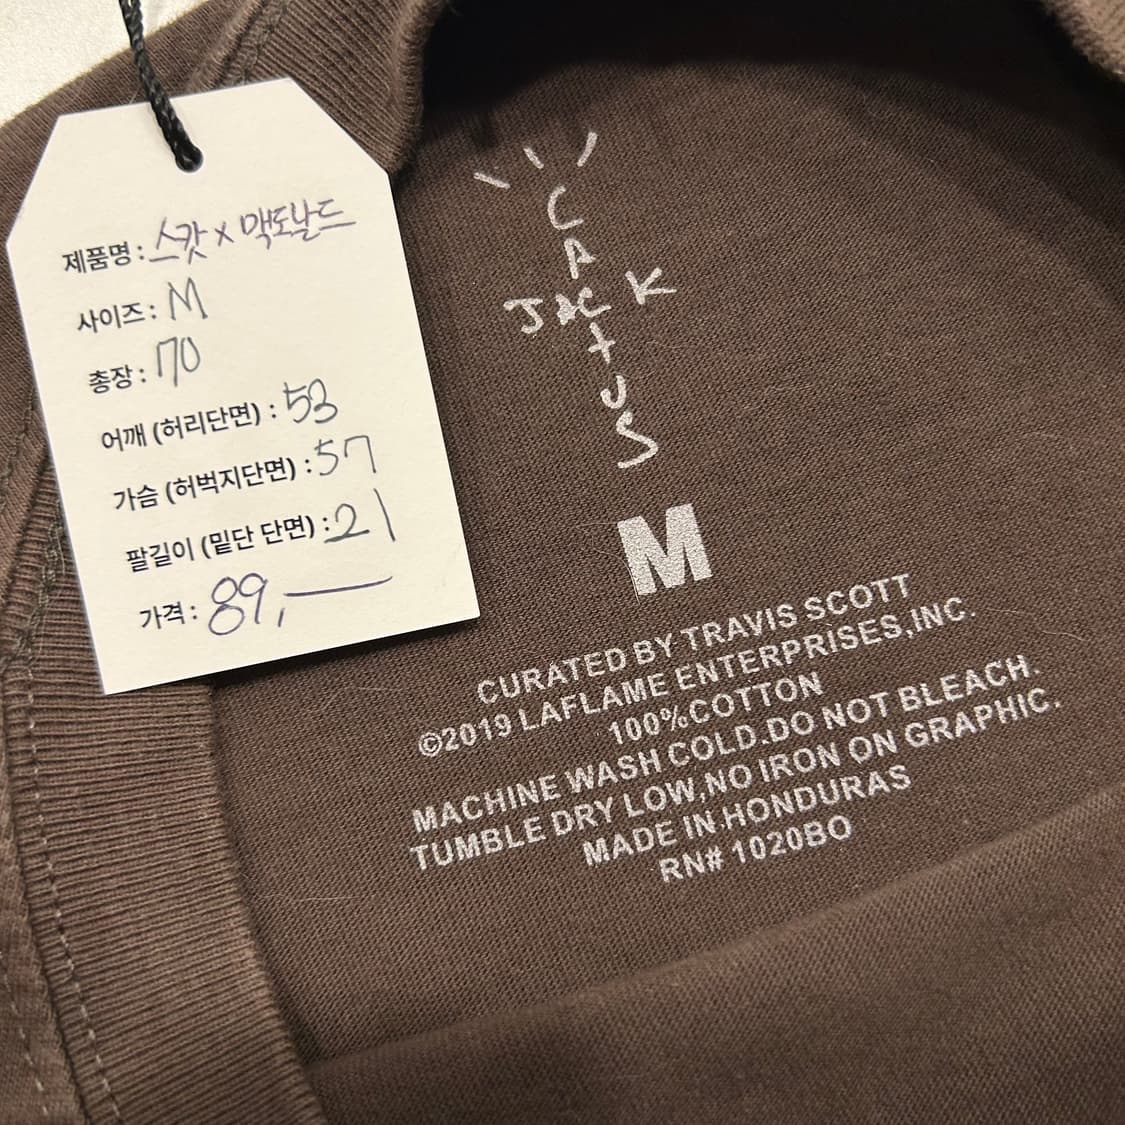 제품명 : 스캇 x 맥도날드
사이즈 : M
총장 : 70
어깨 (허리단면) : 53
가슴 (허벅지단면) : 57
팔길이 (밑단 단면) : 21
가격 : 89,—
CACTUS
JACK
M
CURATED BY TRAVIS SCOTT
©2019 LAFLAME ENTERPRISES,INC.
100%COTTON
MACHINE WASH COLD.DO NOT BLEACH.
TUMBLE DRY LOW,NO IRON ON GRAPHIC.
MADE IN HONDURAS
RN# 1020BO